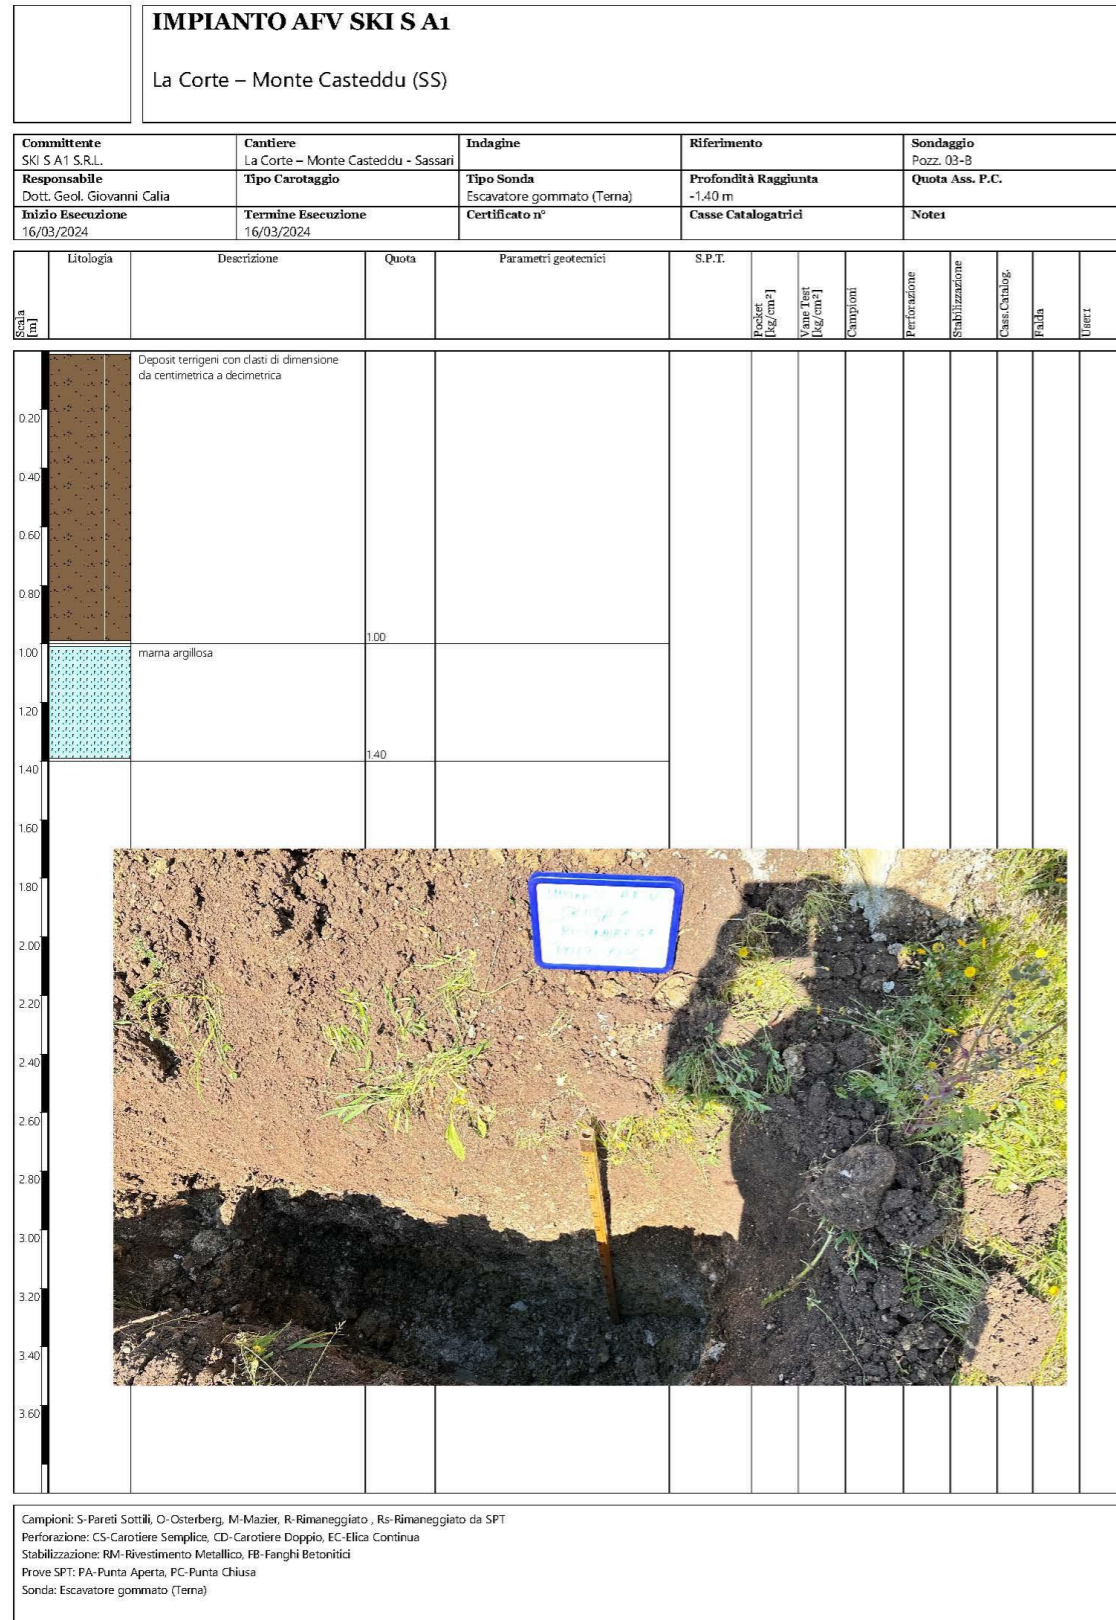 IMPIANTO AFV SKI S A1
La Corte – Monte Casteddu (SS)
Committente Cantiere Indagine Riferimento Sondaggio
SKI S A1 S.R.L. La Corte – Monte Casteddu - Sassari Pozz. 03-B
Responsabile Tipo Carotaggio Tipo Sonda Profondità Raggiunta Quota Ass. P.C.
Dott. Geol. Giovanni Calia Escavatore gommato (Terna) -1.40 m
Inizio Esecuzione Termine Esecuzione Certificato n° Casse Catalogatrici Note1
16/03/2024 16/03/2024
Scala [m] Litologia Descrizione Quota Parametri geotecnici S.P.T. Pocket [kg/cm²] Vane Test [kg/cm²] Campioni Perforazione Stabilizzazione Cass.Catalog. Falda User1
Deposit terrigeni con clasti di dimensione
da centimetrica a decimetrica
0.20
0.40
0.60
0.80
1.00
1.00 marna argillosa
1.20
1.40
1.40
1.60
1.80
2.00
2.20
2.40
2.60
2.80
3.00
3.20
3.40
3.60
Campioni: S-Pareti Sottili, O-Osterberg, M-Mazier, R-Rimaneggiato , Rs-Rimaneggiato da SPT
Perforazione: CS-Carotiere Semplice, CD-Carotiere Doppio, EC-Elica Continua
Stabilizzazione: RM-Rivestimento Metallico, FB-Fanghi Betonitici
Prove SPT: PA-Punta Aperta, PC-Punta Chiusa
Sonda: Escavatore gommato (Terna)